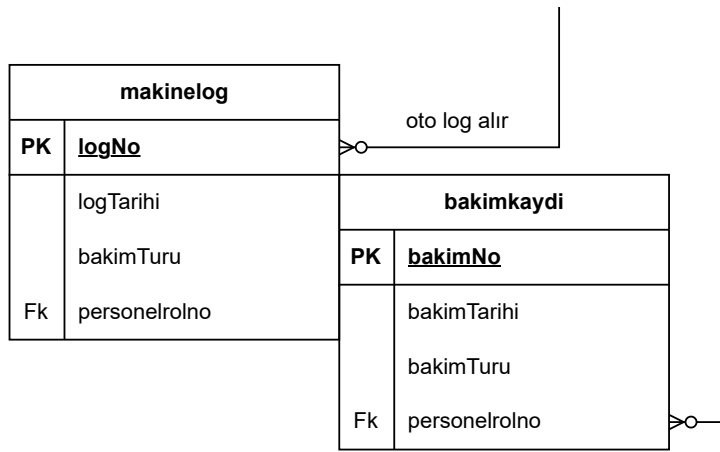 makinelog
oto log alır
PK logNo
logTarihi
bakimTuru
Fk personelrolno
bakimkaydi
PK bakimNo
bakimTarihi
bakimTuru
Fk personelrolno